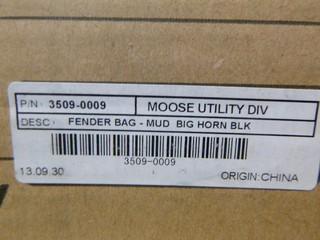 P/N: 3509-0009 MOOSE UTILITY DIV
DESC: FENDER BAG - MUD BIG HORN BLK
3509-0009
13.09.30 ORIGIN:CHINA